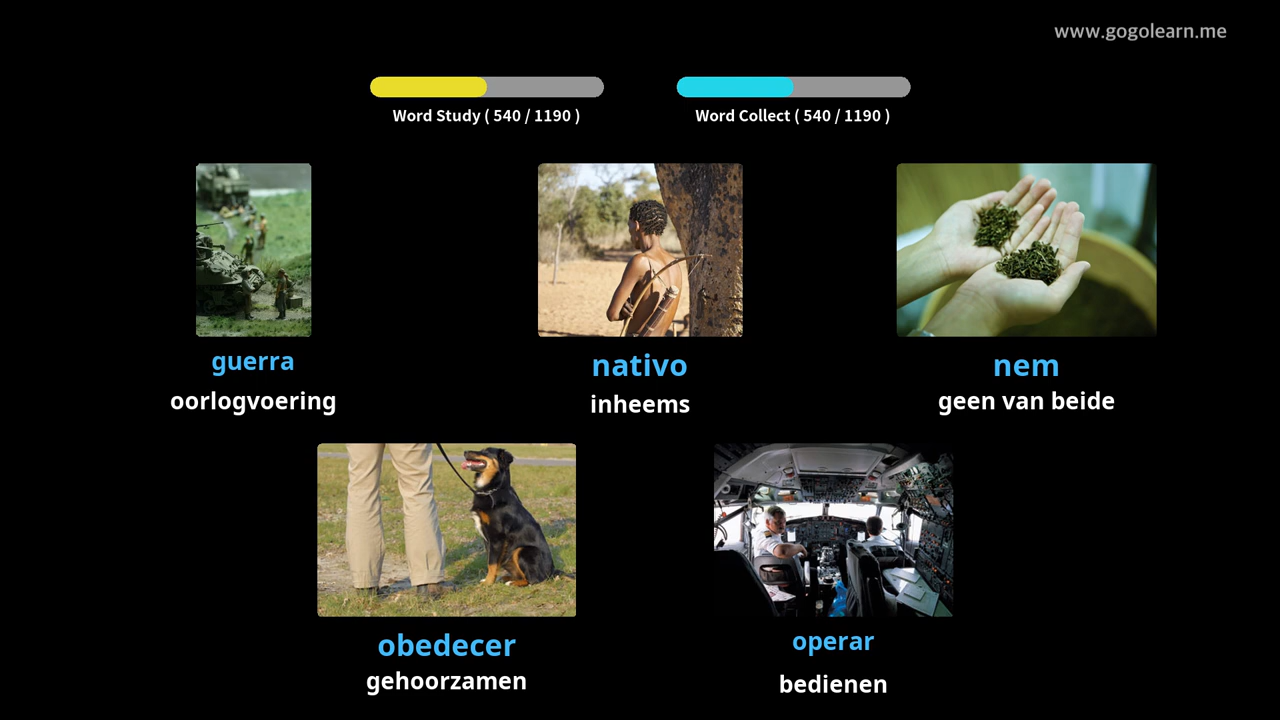 www.gogolearn.me
Word Study ( 540 / 1190 )
Word Collect ( 540 / 1190 )
guerra
oorlogvoering
nativo
inheems
nem
geen van beide
obedecer
gehoorzamen
operar
bedienen